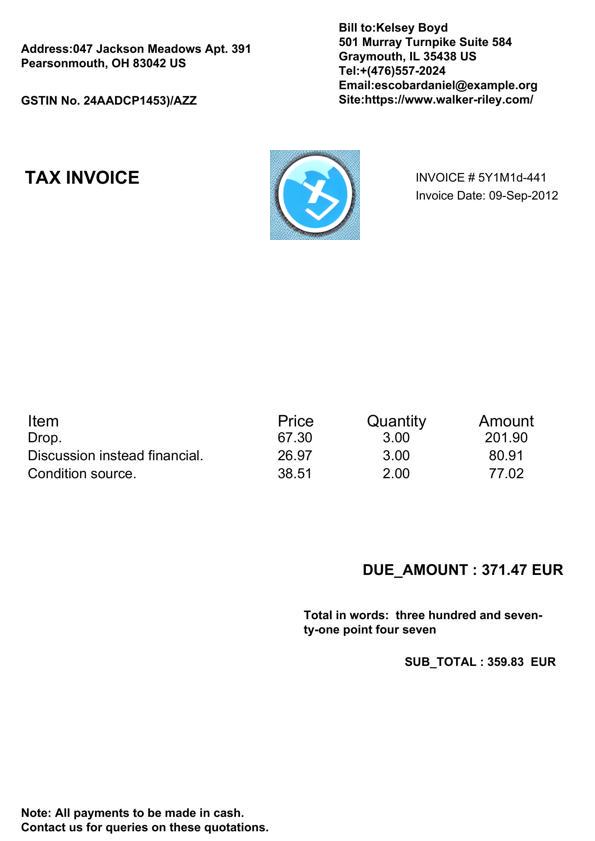 Address:047 Jackson Meadows Apt. 391
Pearsonmouth, OH 83042 US
GSTIN No. 24AADCP1453)/AZZ
Bill to:Kelsey Boyd
501 Murray Turnpike Suite 584
Graymouth, IL 35438 US
Tel:+(476)557-2024
Email:escobardaniel@example.org
Site:https://www.walker-riley.com/
TAX INVOICE
INVOICE # 5Y1M1d-441
Invoice Date: 09-Sep-2012
Item Price Quantity Amount
Drop. 67.30 3.00 201.90
Discussion instead financial. 26.97 3.00 80.91
Condition source. 38.51 2.00 77.02
DUE_AMOUNT : 371.47 EUR
Total in words:  three hundred and seven-
ty-one point four seven
SUB_TOTAL : 359.83  EUR
Note: All payments to be made in cash.
Contact us for queries on these quotations.